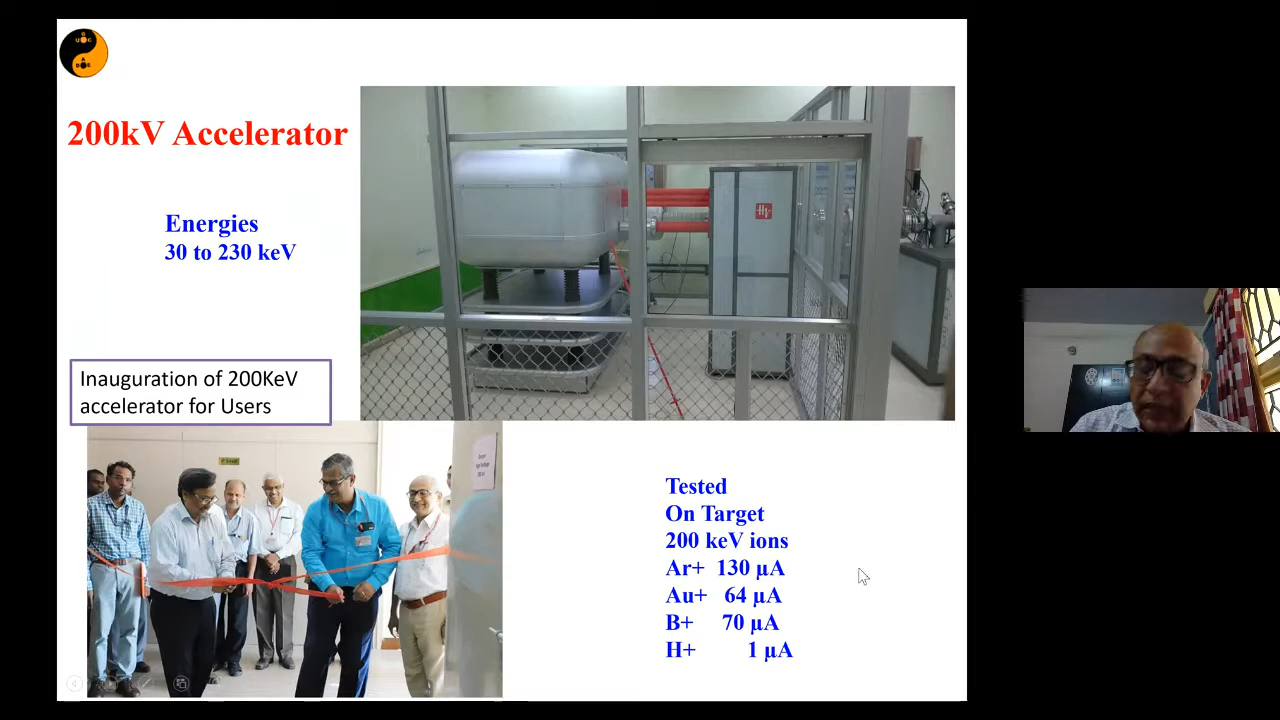 200kV Accelerator
Energies
30 to 230 keV
Inauguration of 200KeV
accelerator for Users
Tested
On Target
200 keV ions
Ar+ 130 µA
Au+ 64 µA
B+ 70 µA
H+ 1 µA